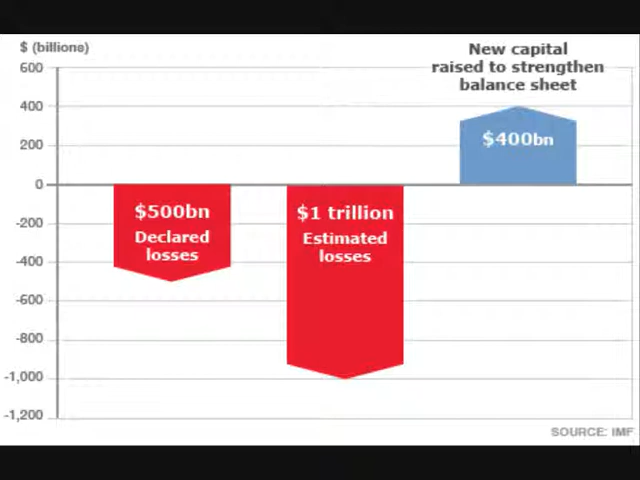 $ (billions)
New capital
raised to strengthen
balance sheet
600
400
200
0
-200
-400
-600
-800
-1,000
-1,200
$400bn
$500bn
Declared
losses
$1 trillion
Estimated
losses
SOURCE: IMF